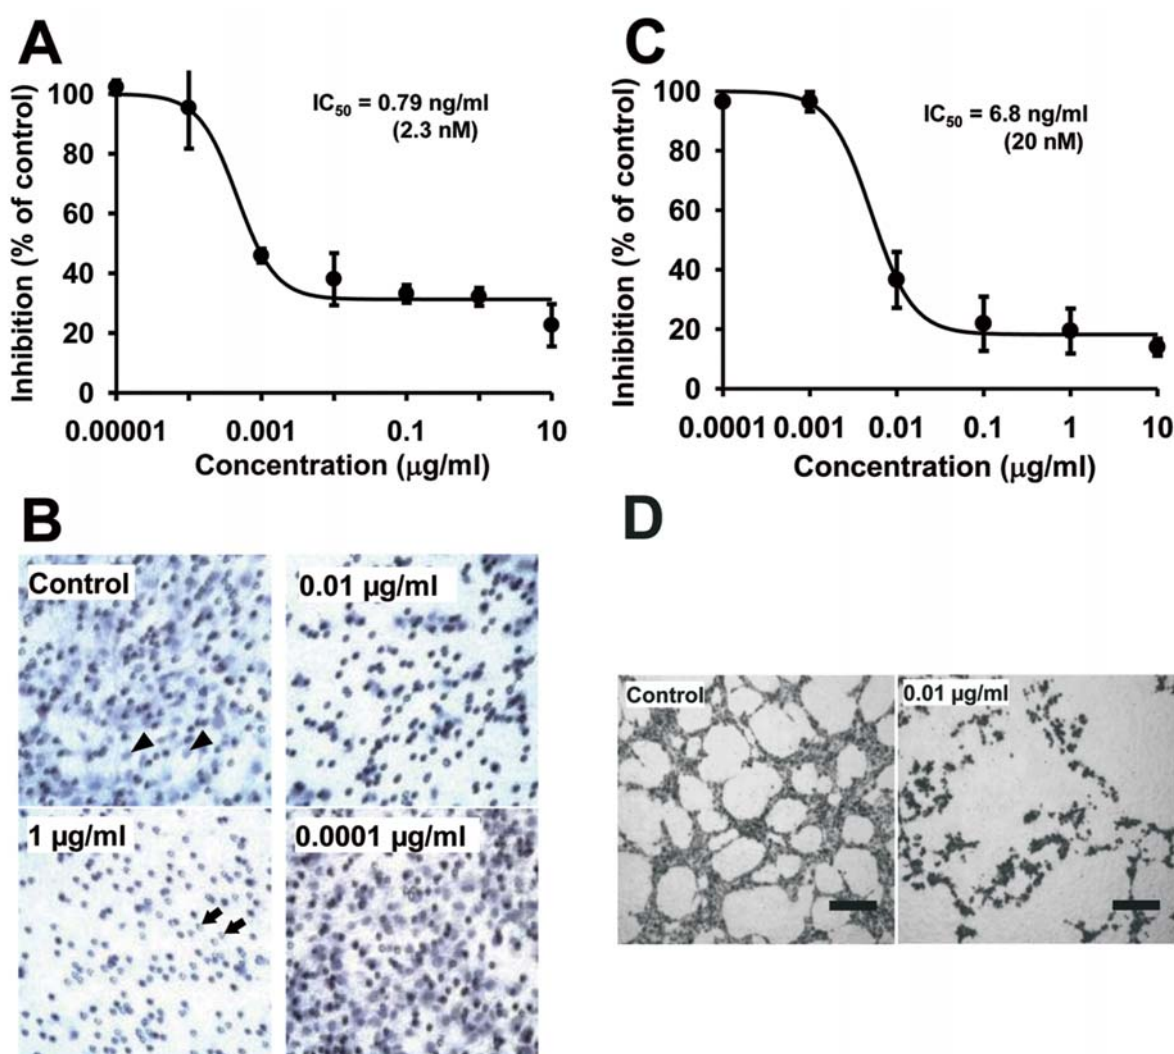 A
Inhibition (% of control)
100
80
60
40
20
0
IC50 = 0.79 ng/ml
(2.3 nM)
0.00001 0.001 0.1 10
Concentration (μg/ml)
C
Inhibition (% of control)
100
80
60
40
20
0
IC50 = 6.8 ng/ml
(20 nM)
0.0001 0.001 0.01 0.1 1 10
Concentration (μg/ml)
B
Control
0.01 μg/ml
1 μg/ml
0.0001 μg/ml
D
Control
0.01 μg/ml